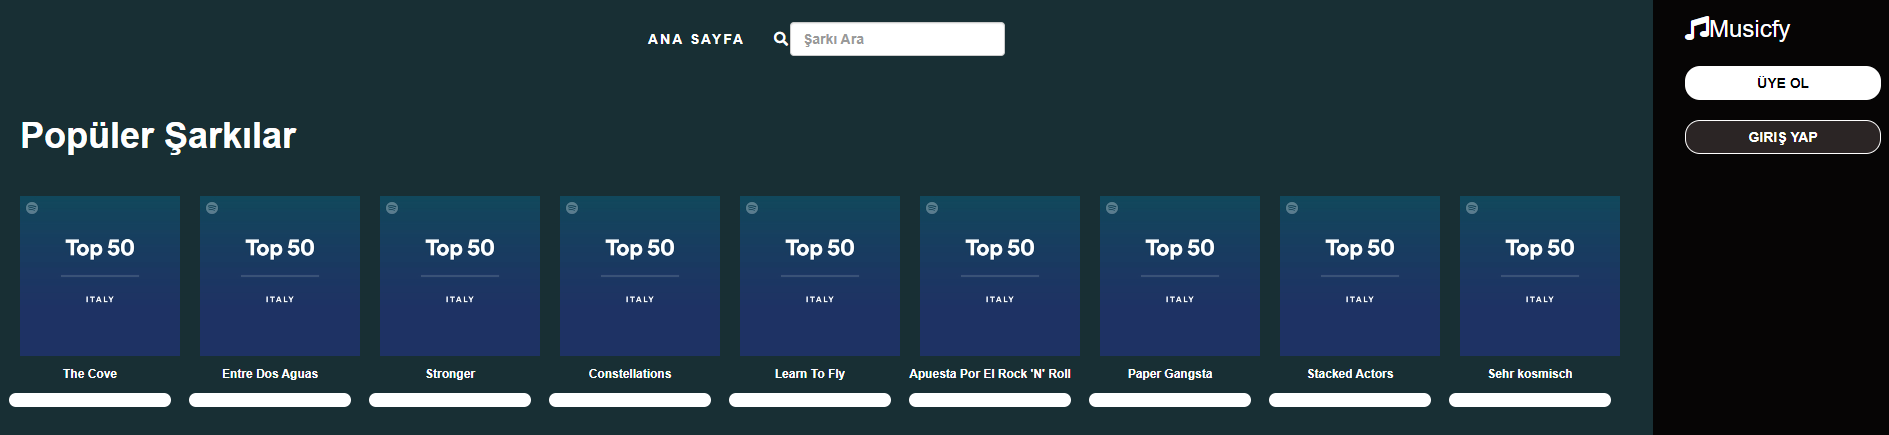 ANA SAYFA
Şarkı Ara
Musicfy
ÜYE OL
GIRIŞ YAP
Popüler Şarkılar
Top 50 Top 50 Top 50 Top 50 Top 50 Top 50 Top 50 Top 50 Top 50
ITALY ITALY ITALY ITALY ITALY ITALY ITALY ITALY ITALY
The Cove Entre Dos Aguas Stronger Constellations Learn To Fly Apuesta Por El Rock 'N' Roll Paper Gangsta Stacked Actors Sehr kosmisch